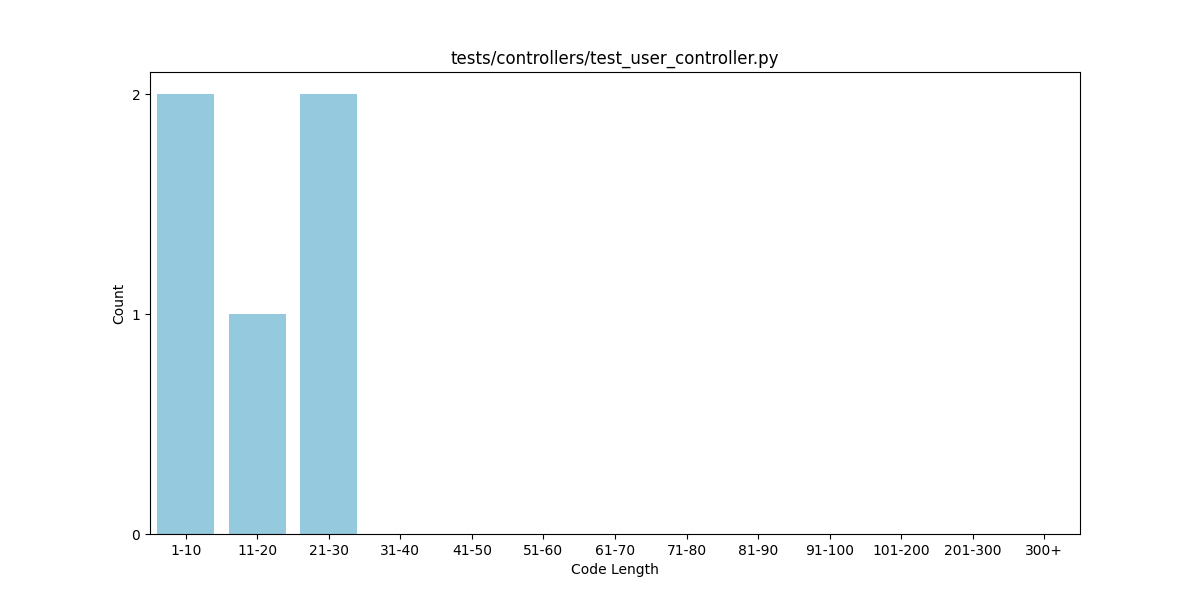 tests/controllers/test_user_controller.py
2
1
0
Count
1-10 11-20 21-30 31-40 41-50 51-60 61-70 71-80 81-90 91-100 101-200 201-300 300+
Code Length